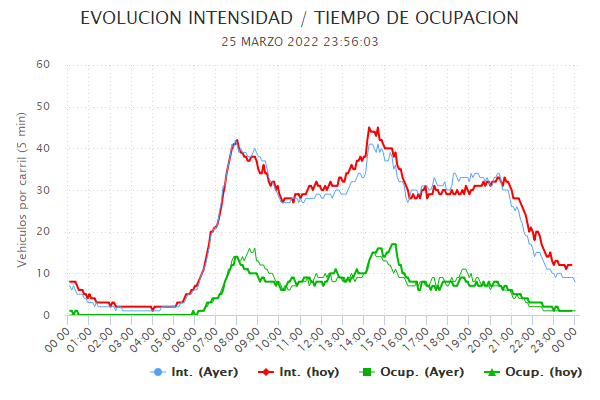 EVOLUCION INTENSIDAD / TIEMPO DE OCUPACION
25 MARZO 2022 23:56:03
Vehiculos por carril (5 min)
60
50
40
30
20
10
0
00:00 01:00 02:00 03:00 04:00 05:00 06:00 07:00 08:00 09:00 10:00 11:00 12:00 13:00 14:00 15:00 16:00 17:00 18:00 19:00 20:00 21:00 22:00 23:00 00:00
Int. (Ayer) Int. (hoy) Ocup. (Ayer) Ocup. (hoy)